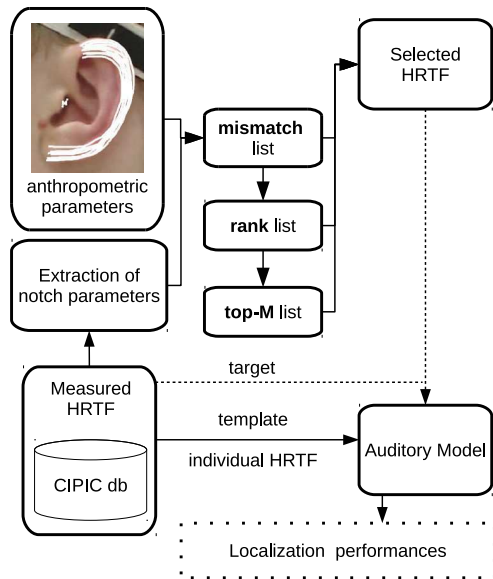 anthropometric
parameters
Selected
HRTF
mismatch
list
rank list
top-M list
Extraction of
notch parameters
Measured
HRTF
CIPIC db
target
template
individual HRTF
Auditory Model
Localization performances